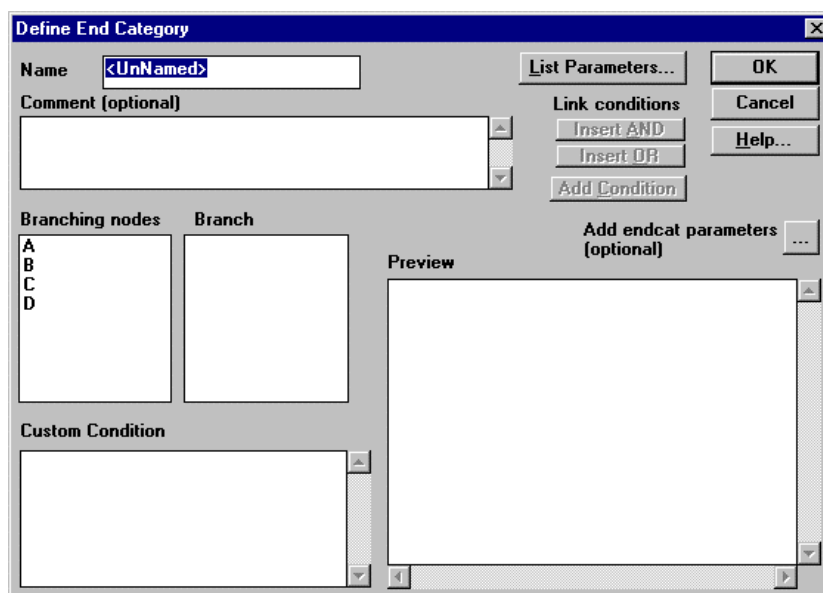 Define End Category
Name <UnNamed>
List Parameters...
OK
Comment (optional)
Link conditions
Cancel
Insert AND
Help...
Insert OR
Add Condition
Branching nodes
Branch
Add endcat parameters
(optional)
...
A
B
C
D
Preview
Custom Condition